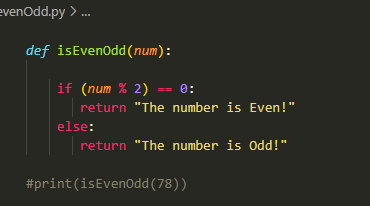 evenOdd.py > ...
def isEvenOdd(num):
if (num % 2) == 0:
return "The number is Even!"
else:
return "The number is Odd!"
#print(isEvenOdd(78))